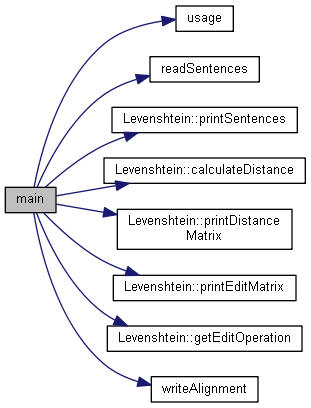 usage
readSentences
Levenshtein::printSentences
Levenshtein::calculateDistance
main
Levenshtein::printDistance
Matrix
Levenshtein::printEditMatrix
Levenshtein::getEditOperation
writeAlignment